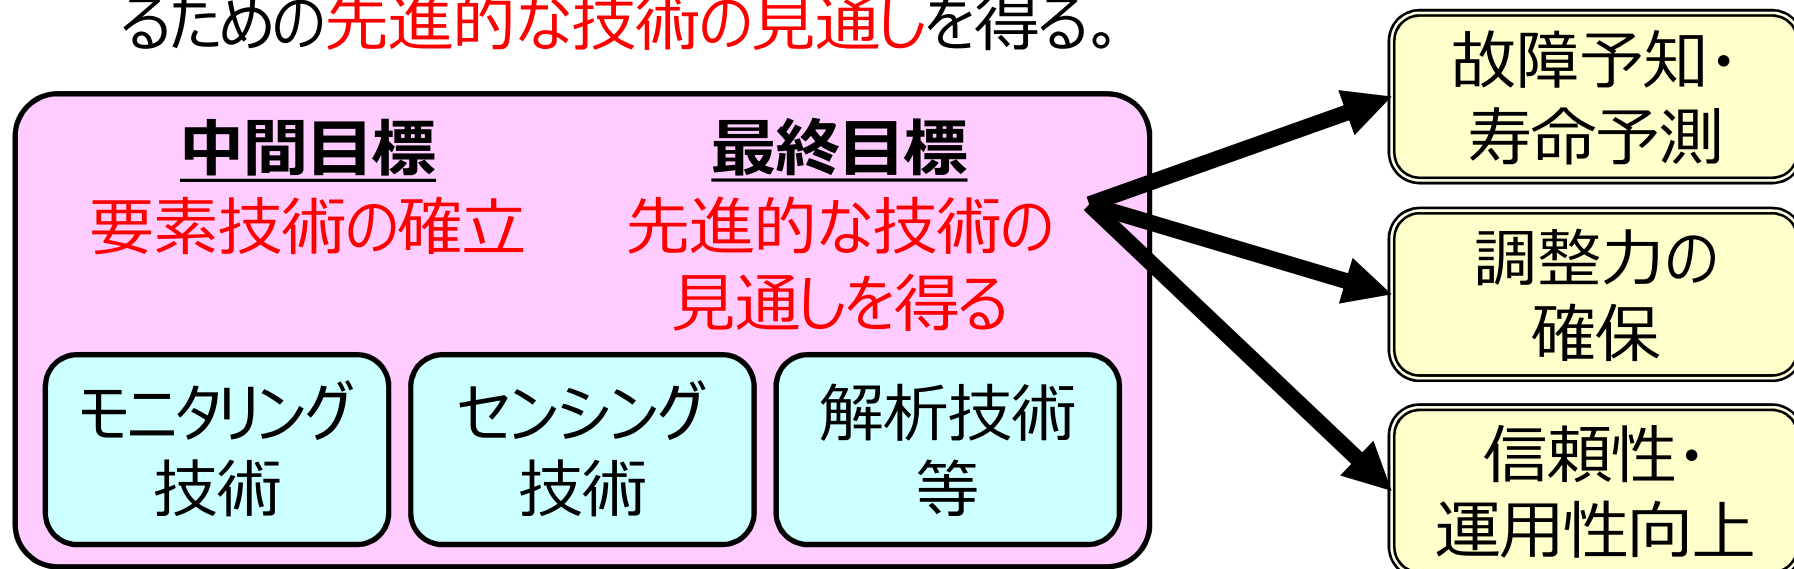 るための先進的な技術の見通しを得る。
中間目標
要素技術の確立
最終目標
先進的な技術の
見通しを得る
モニタリング
技術
センシング
技術
解析技術
等
故障予知・
寿命予測
調整力の
確保
信頼性・
運用性向上